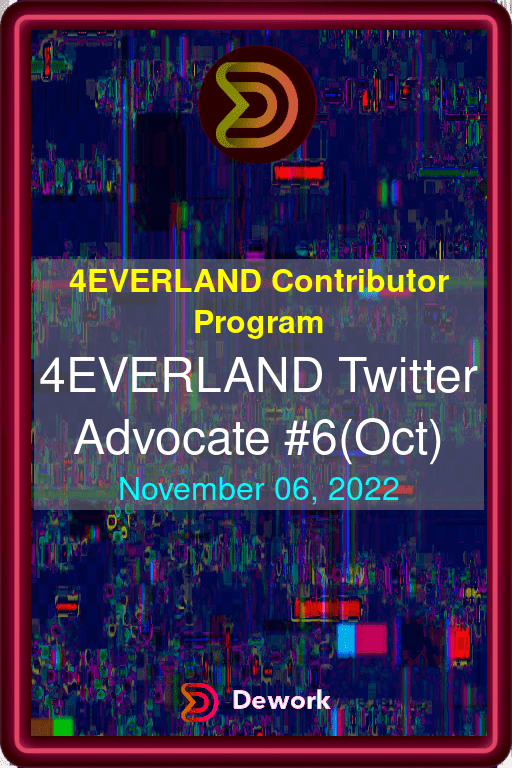 4EVERLAND Contributor
Program
4EVERLAND Twitter
Advocate #6(Oct)
November 06, 2022
Dework